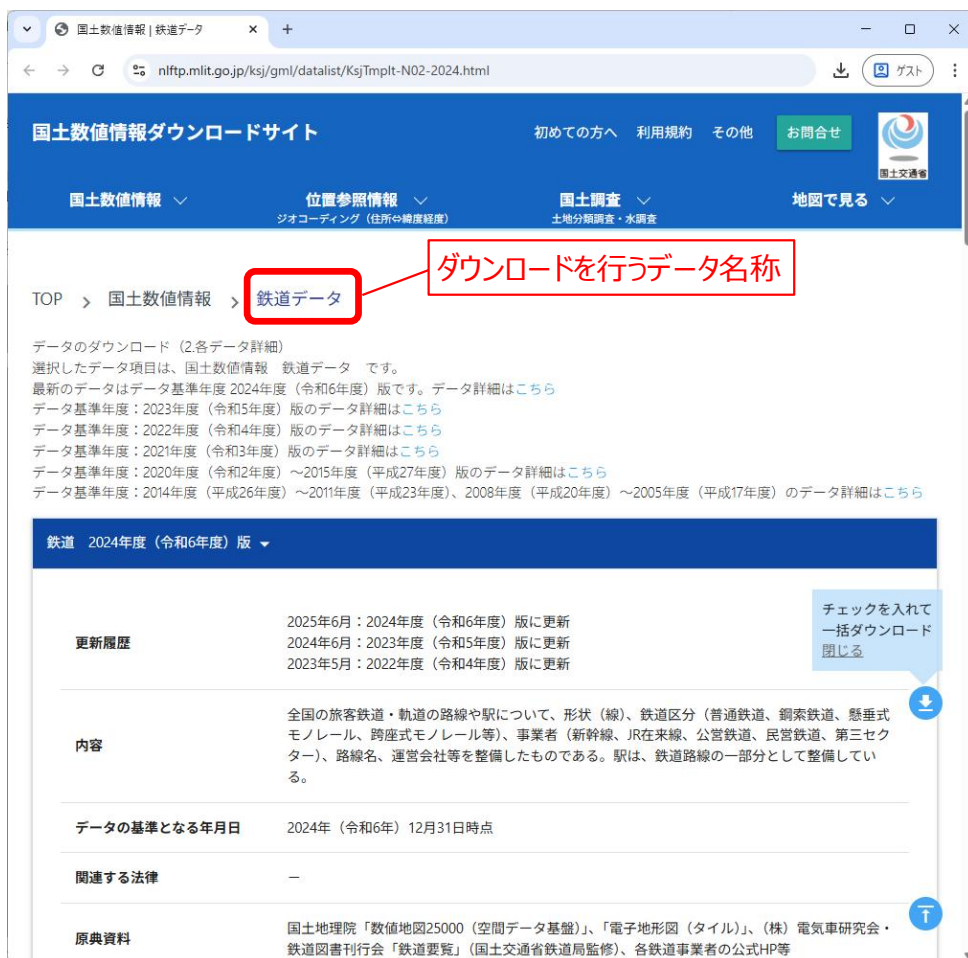 国土数値情報 | 鉄道データ
nlftp.mlit.go.jp/ksj/gml/datalist/KsjTmplt-N02-2024.html
ゲスト
国土数値情報ダウンロードサイト
初めての方へ 利用規約 その他 お問合せ
国土交通省
国土数値情報 位置参照情報 国土調査 地図で見る
ジオコーディング（住所⇔緯度経度） 土地分類調査・水調査
ダウンロードを行うデータ名称
TOP > 国土数値情報 > 鉄道データ
データのダウンロード（2.各データ詳細）
選択したデータ項目は、国土数値情報　鉄道データ　です。
最新のデータはデータ基準年度 2024年度（令和6年度）版です。データ詳細はこちら
データ基準年度：2023年度（令和5年度）版のデータ詳細はこちら
データ基準年度：2022年度（令和4年度）版のデータ詳細はこちら
データ基準年度：2021年度（令和3年度）版のデータ詳細はこちら
データ基準年度：2020年度（令和2年度）～2015年度（平成27年度）版のデータ詳細はこちら
データ基準年度：2014年度（平成26年度）～2011年度（平成23年度）、2008年度（平成20年度）～2005年度（平成17年度）のデータ詳細はこちら
鉄道　2024年度（令和6年度）版
チェックを入れて
一括ダウンロード
閉じる
更新履歴
2025年6月：2024年度（令和6年度）版に更新
2024年6月：2023年度（令和5年度）版に更新
2023年5月：2022年度（令和4年度）版に更新
内容
全国の旅客鉄道・軌道の路線や駅について、形状（線）、鉄道区分（普通鉄道、鋼索鉄道、懸垂式
モノレール、跨座式モノレール等）、事業者（新幹線、JR在来線、公営鉄道、民営鉄道、第三セク
ター）、路線名、運営会社等を整備したものである。駅は、鉄道路線の一部分として整備してい
る。
データの基準となる年月日 2024年（令和6年）12月31日時点
関連する法律 －
原典資料
国土地理院「数値地図25000（空間データ基盤）」、「電子地形図（タイル）」、（株）電気車研究会・
鉄道図書刊行会「鉄道要覧」（国土交通省鉄道局監修）、各鉄道事業者の公式HP等